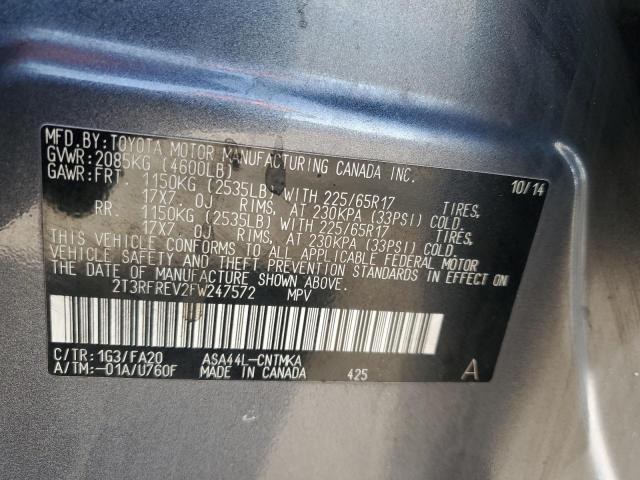 MFD.BY:TOYOTA MOTOR MANUFACTURING CANADA INC.
GVWR:2085KG (4600LB) 10/14
GAWR:FRT. 1150KG (2535LB) WITH 225/65R17 TIRES,
17X7. 0J RIMS, AT 230KPA (33PSI) COLD.
RR. 1150KG (2535LB) WITH 225/65R17 TIRES,
17X7. 0J RIMS, AT 230KPA (33PSI) COLD.
THIS VEHICLE CONFORMS TO ALL APPLICABLE FEDERAL MOTOR
VEHICLE SAFETY AND THEFT PREVENTION STANDARDS IN EFFECT ON
THE DATE OF MANUFACTURE SHOWN ABOVE.
2T3RFREV2FW247572 MPV
C/TR:1G3/FA20 ASA44L-CNTMKA
A/TM:-01A/U760F MADE IN CANADA 425 A